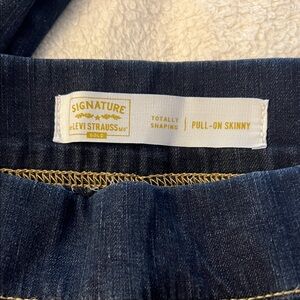 SIGNATURE
BY LEVI STRAUSS & CO.
GOLD
TOTALLY
SHAPING
PULL-ON SKINNY